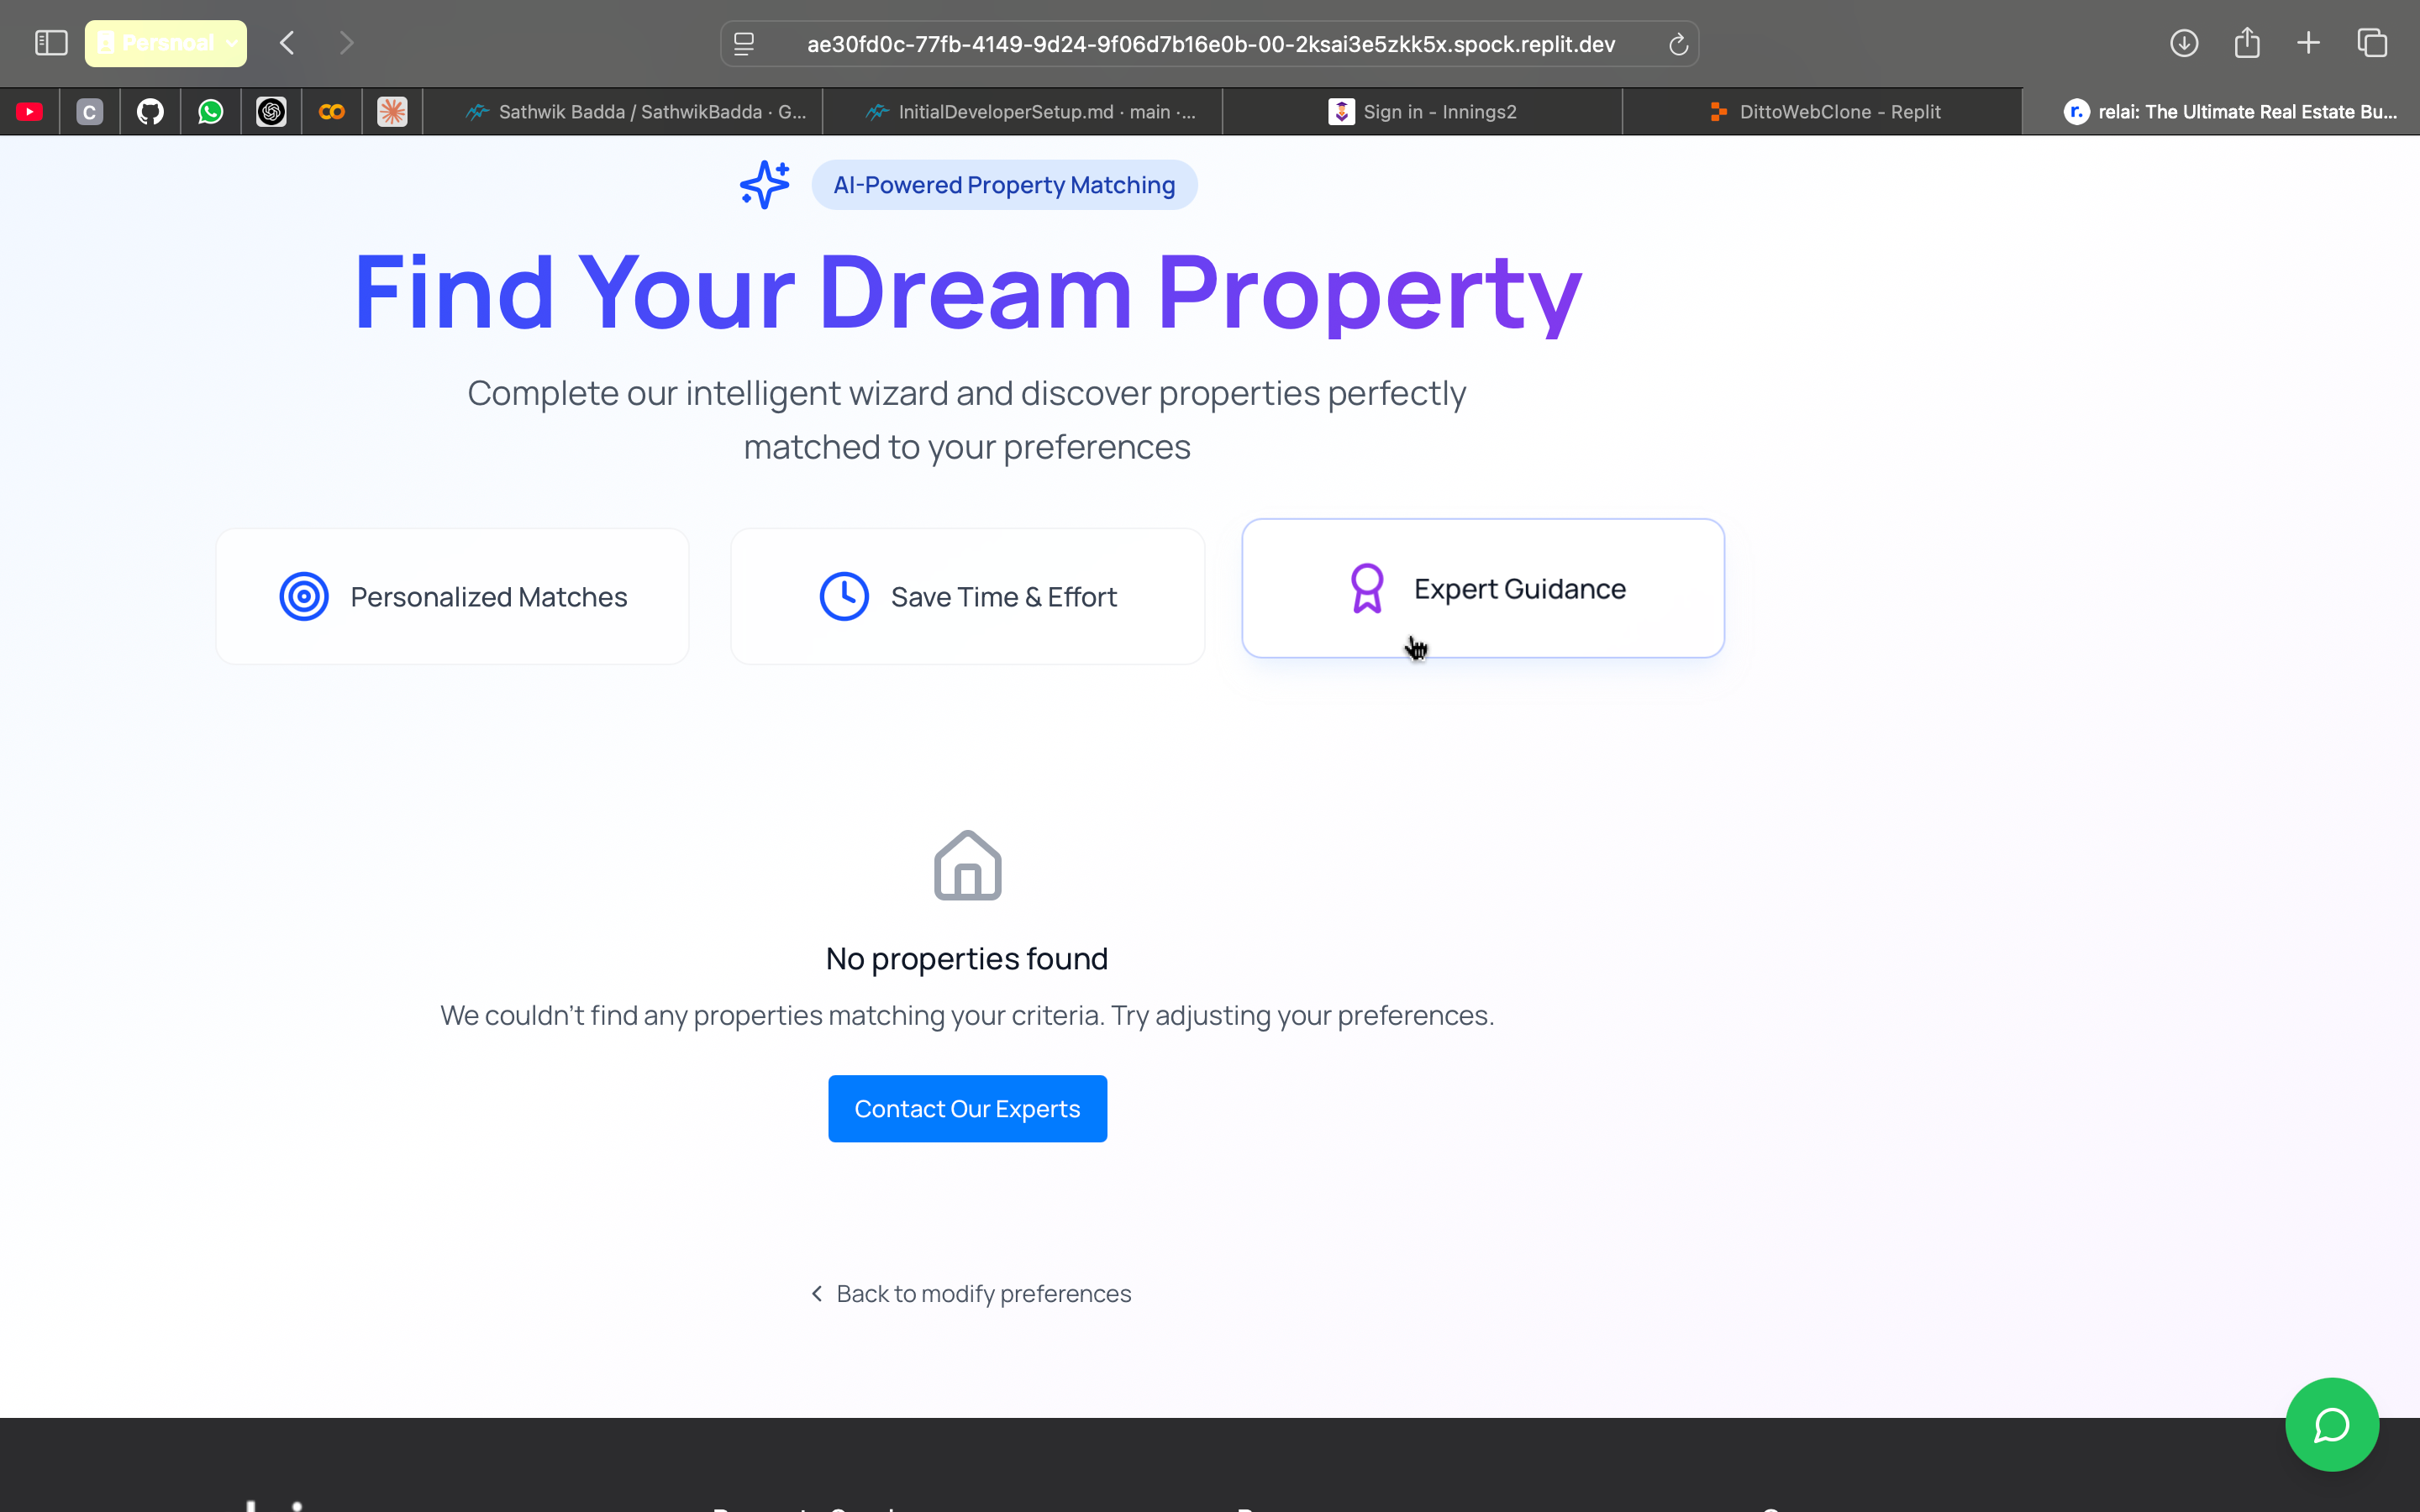 Persnoal
ae30fd0c-77fb-4149-9d24-9f06d7b16e0b-00-2ksai3e5zkk5x.spock.replit.dev
C
Sathwik Badda / SathwikBadda · G...
InitialDeveloperSetup.md · main ·...
Sign in - Innings2
DittoWebClone - Replit
r.
relai: The Ultimate Real Estate Bu...
AI-Powered Property Matching
Find Your Dream Property
Complete our intelligent wizard and discover properties perfectly
matched to your preferences
Personalized Matches
Save Time & Effort
Expert Guidance
No properties found
We couldn't find any properties matching your criteria. Try adjusting your preferences.
Contact Our Experts
Back to modify preferences